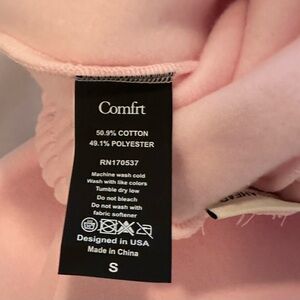 Comfrt
50.9% COTTON
49.1% POLYESTER
RN170537
Machine wash cold
Wash with like colors
Tumble dry low
Do not bleach
Do not wash with
fabric softener
Designed in USA
Made in China
S